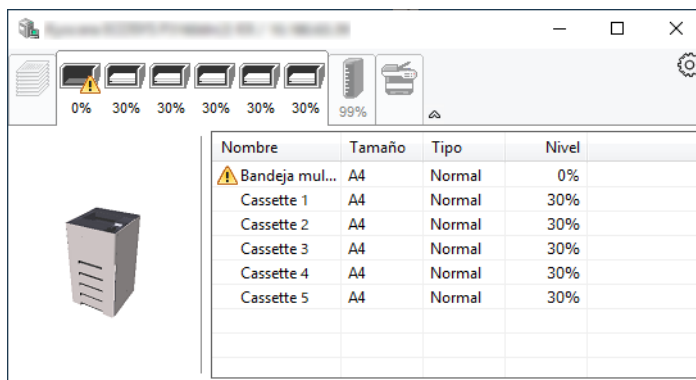 0% 30% 30% 30% 30% 30% 99%
Nombre Tamaño Tipo Nivel
Bandeja mul... A4 Normal 0%
Cassette 1 A4 Normal 30%
Cassette 2 A4 Normal 30%
Cassette 3 A4 Normal 30%
Cassette 4 A4 Normal 30%
Cassette 5 A4 Normal 30%